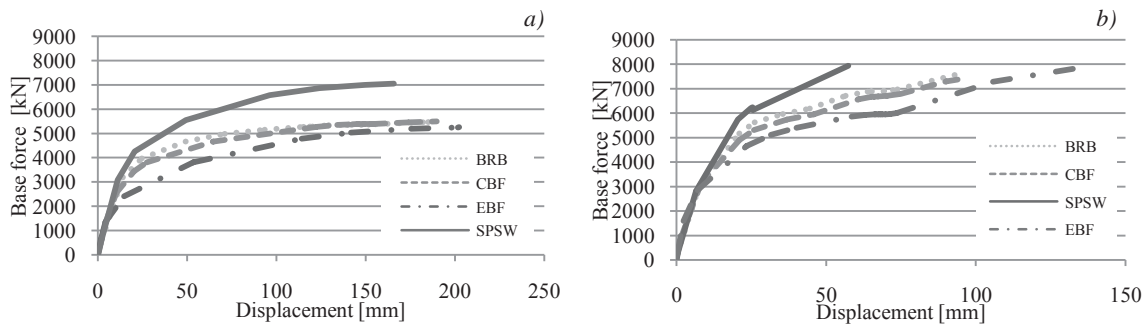 a)
Base force [kN]
9000
8000
7000
6000
5000
4000
3000
2000
1000
0
BRB
CBF
EBF
SPSW
0 50 100 150 200 250
Displacement [mm]
b)
Base force [kN]
9000
8000
7000
6000
5000
4000
3000
2000
1000
0
BRB
CBF
SPSW
EBF
0 50 100 150
Displacement [mm]